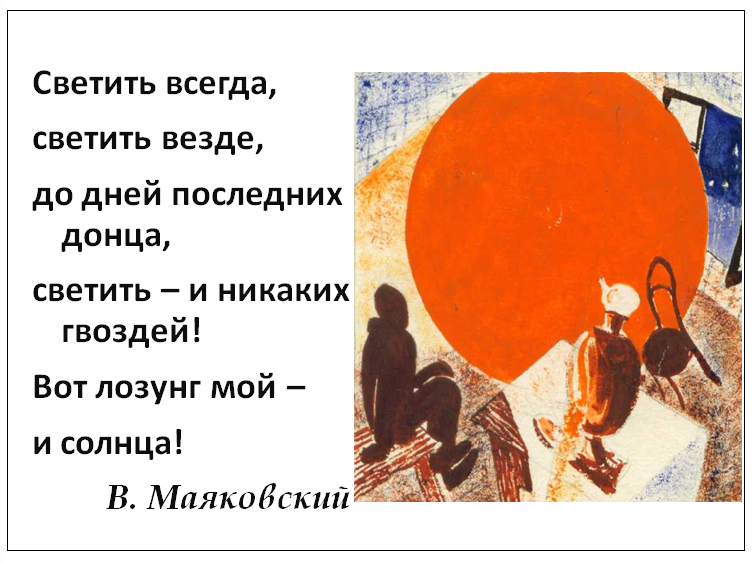 Светить всегда,
светить везде,
до дней последних
донца,
светить – и никаких
гвоздей!
Вот лозунг мой –
и солнца!
В. Маяковский